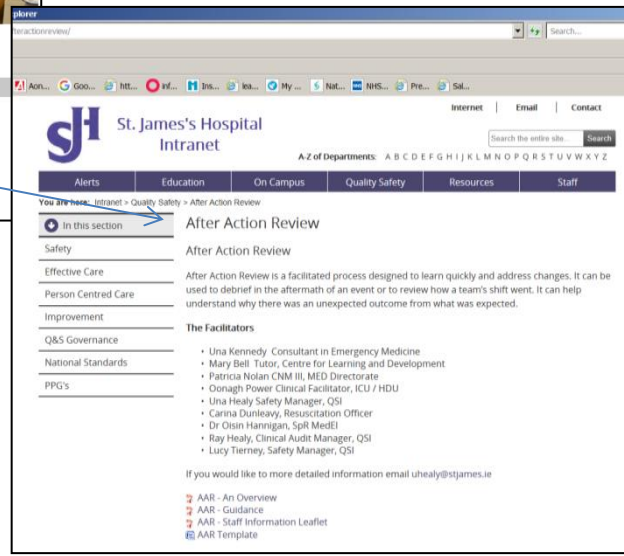 plorer
teractionreview/
Search...
Aon... Goo... htt... inf... Ins... lea... My ... Nat... NHS... Pre... Sal...
Internet | Email | Contact
sjH St. James's Hospital
Intranet
Search the entire site... Search
A-Z of Departments: A B C D E F G H I J K L M N O P Q R S T U V W X Y Z
Alerts Education On Campus Quality Safety Resources Staff
You are here: Intranet > Quality Safety > After Action Review
In this section
Safety
Effective Care
Person Centred Care
Improvement
Q&S Governance
National Standards
PPG's
After Action Review
After Action Review
After Action Review is a facilitated process designed to learn quickly and address changes. It can be
used to debrief in the aftermath of an event or to review how a team's shift went. It can help
understand why there was an unexpected outcome from what was expected.
The Facilitators
• Una Kennedy Consultant in Emergency Medicine
• Mary Bell Tutor, Centre for Learning and Development
• Patricia Nolan CNM III, MED Directorate
• Oonagh Power Clinical Facilitator, ICU / HDU
• Una Healy Safety Manager, QSI
• Carina Dunleavy, Resuscitation Officer
• Dr Oisin Hannigan, SpR MedEl
• Ray Healy, Clinical Audit Manager, QSI
• Lucy Tierney, Safety Manager, QSI
If you would like to more detailed information email uhealy@stjames.ie
AAR - An Overview
AAR - Guidance
AAR - Staff Information Leaflet
AAR Template